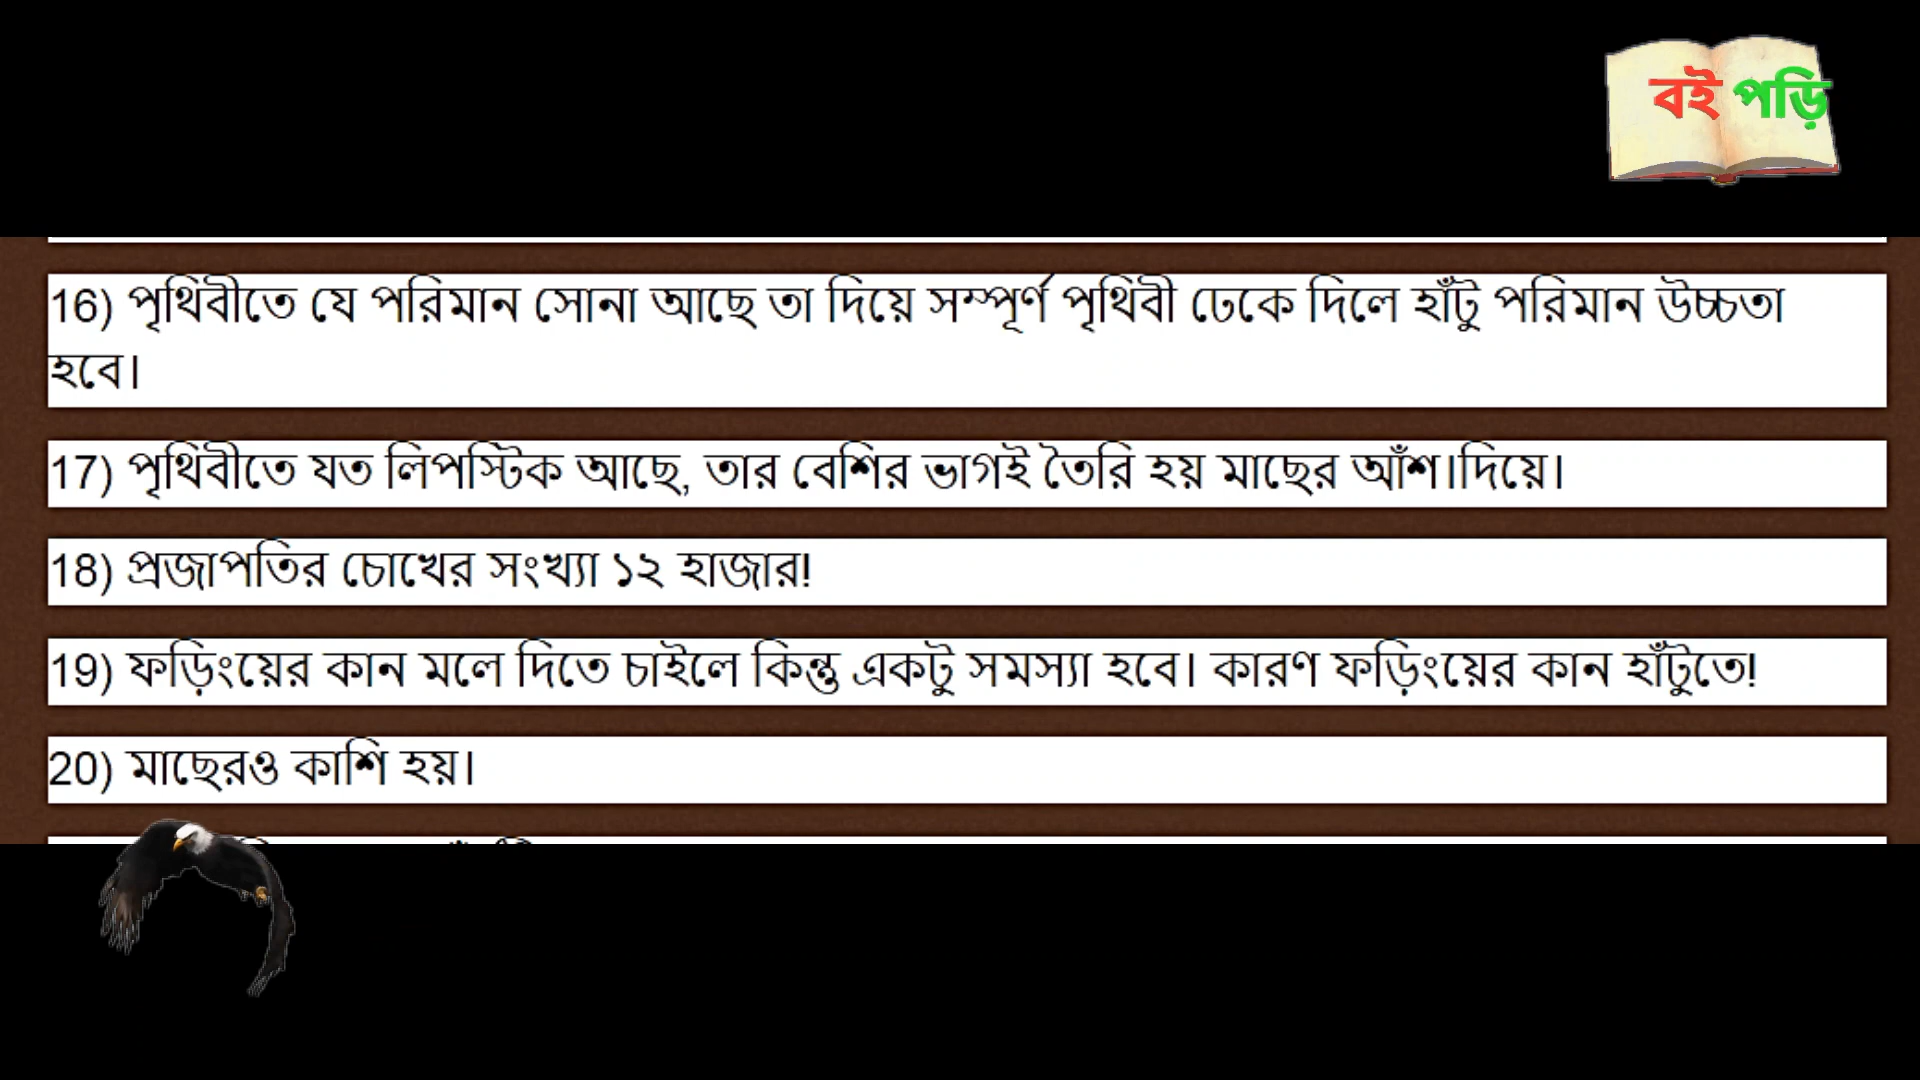 বই পড়ি
16) পৃথিবীতে যে পরিমান সোনা আছে তা দিয়ে সম্পূর্ণ পৃথিবী ঢেকে দিলে হাঁটু পরিমান উচ্চতা
হবে।
17) পৃথিবীতে যত লিপস্টিক আছে, তার বেশির ভাগই তৈরি হয় মাছের আঁশ।দিয়ে।
18) প্রজাপতির চোখের সংখ্যা ১২ হাজার!
19) ফড়িংয়ের কান মলে দিতে চাইলে কিন্তু একটু সমস্যা হবে। কারণ ফড়িংয়ের কান হাঁটুতে!
20) মাছেরও কাশি হয়।